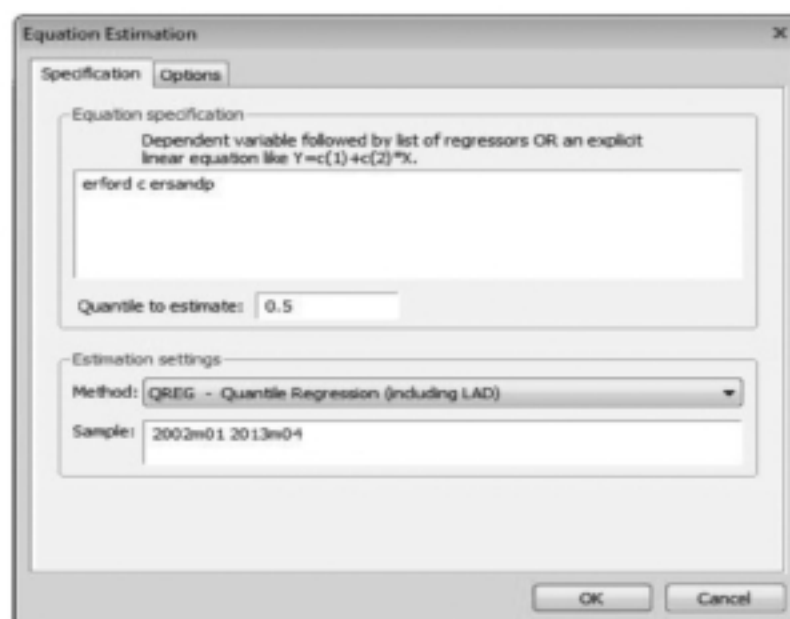 Equation Estimation
Specification Options
Equation specification
Dependent variable followed by list of regressors OR an explicit
linear equation like Y=c(1)+c(2)*X.
erford c ersandp
Quantile to estimate: 0.5
Estimation settings
Method: QREG - Quantile Regression (including LAD)
Sample: 2002m01 2013m04
OK Cancel